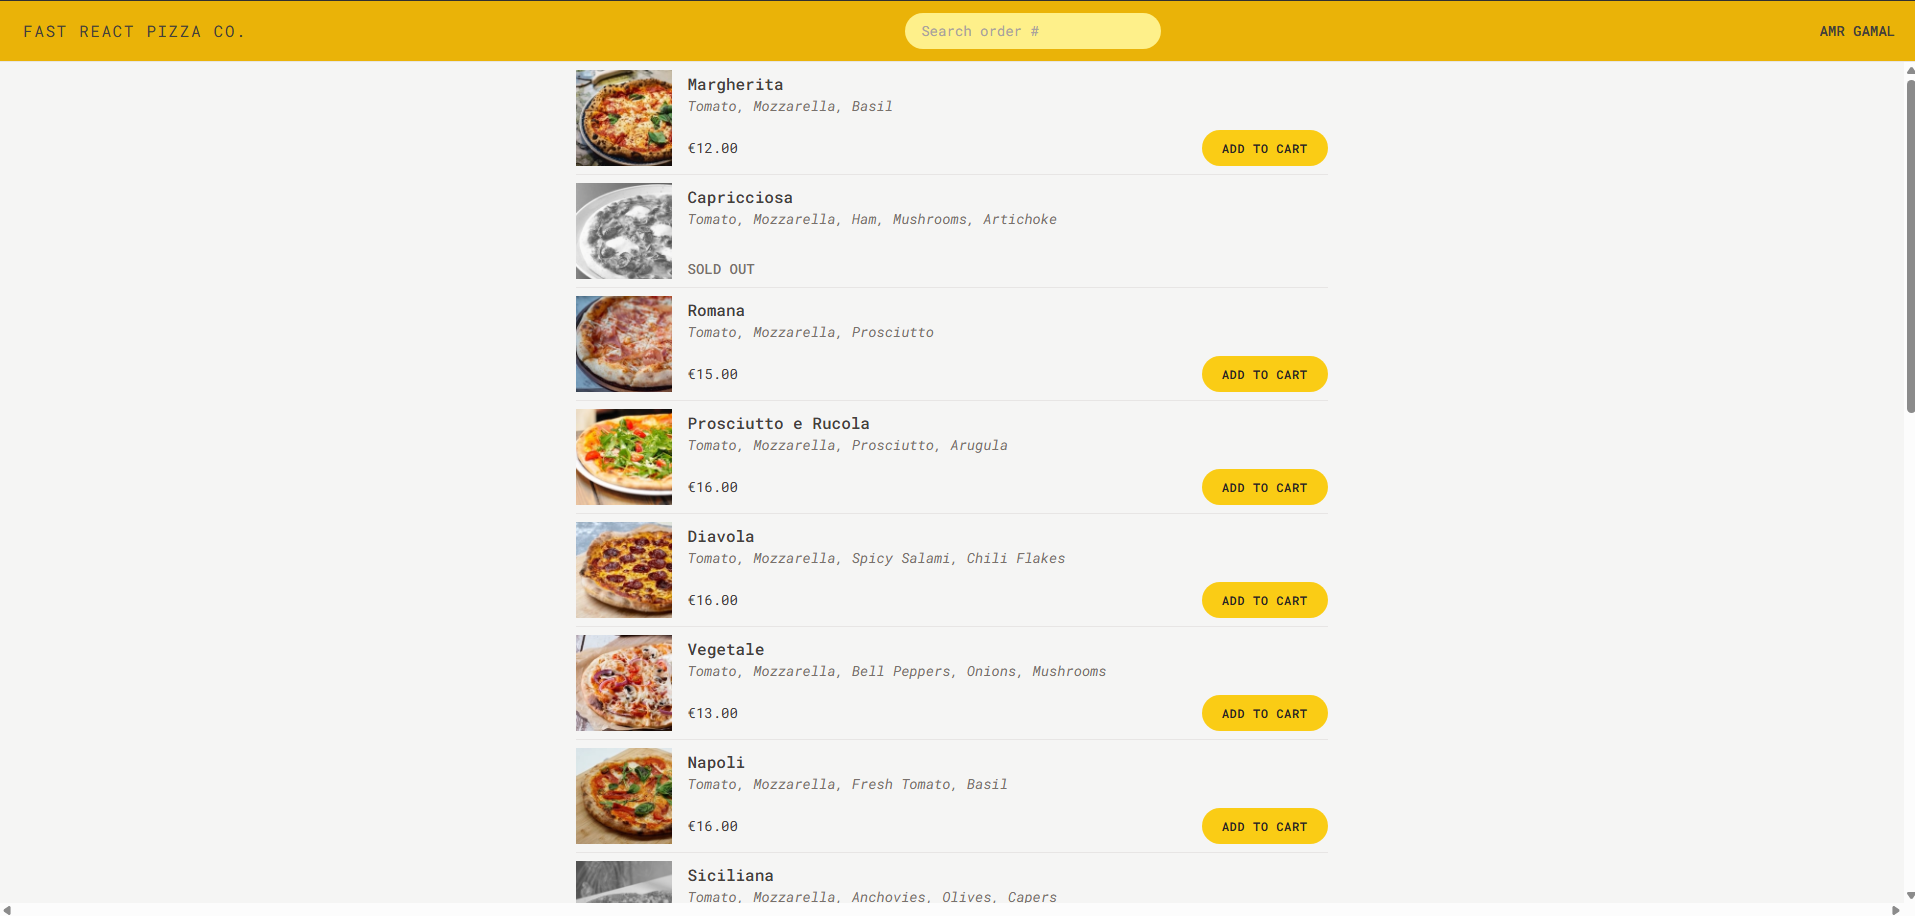 FAST REACT PIZZA CO.
Search order #
AMR GAMAL
Margherita
Tomato, Mozzarella, Basil
€12.00
ADD TO CART
Capricciosa
Tomato, Mozzarella, Ham, Mushrooms, Artichoke
SOLD OUT
Romana
Tomato, Mozzarella, Prosciutto
€15.00
ADD TO CART
Prosciutto e Rucola
Tomato, Mozzarella, Prosciutto, Arugula
€16.00
ADD TO CART
Diavola
Tomato, Mozzarella, Spicy Salami, Chili Flakes
€16.00
ADD TO CART
Vegetale
Tomato, Mozzarella, Bell Peppers, Onions, Mushrooms
€13.00
ADD TO CART
Napoli
Tomato, Mozzarella, Fresh Tomato, Basil
€16.00
ADD TO CART
Siciliana
Tomato, Mozzarella, Anchovies, Olives, Capers